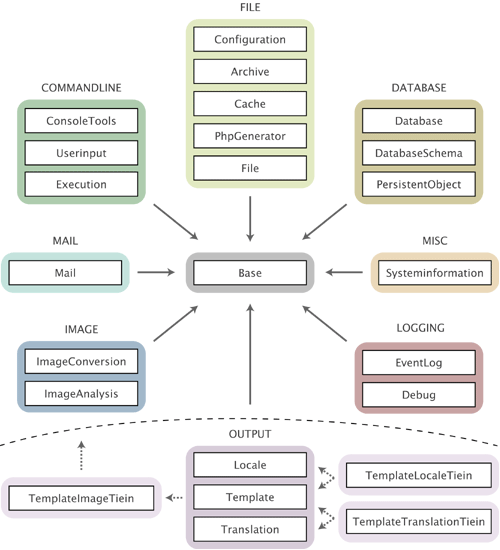 FILE
Configuration
Archive
Cache
PhpGenerator
File
COMMANDLINE
ConsoleTools
Userinput
Execution
DATABASE
Database
DatabaseSchema
PersistentObject
MAIL
Mail
Base
MISC
Systeminformation
IMAGE
ImageConversion
ImageAnalysis
LOGGING
EventLog
Debug
OUTPUT
Locale
Template
Translation
TemplateImageTiein
TemplateLocaleTiein
TemplateTranslationTiein